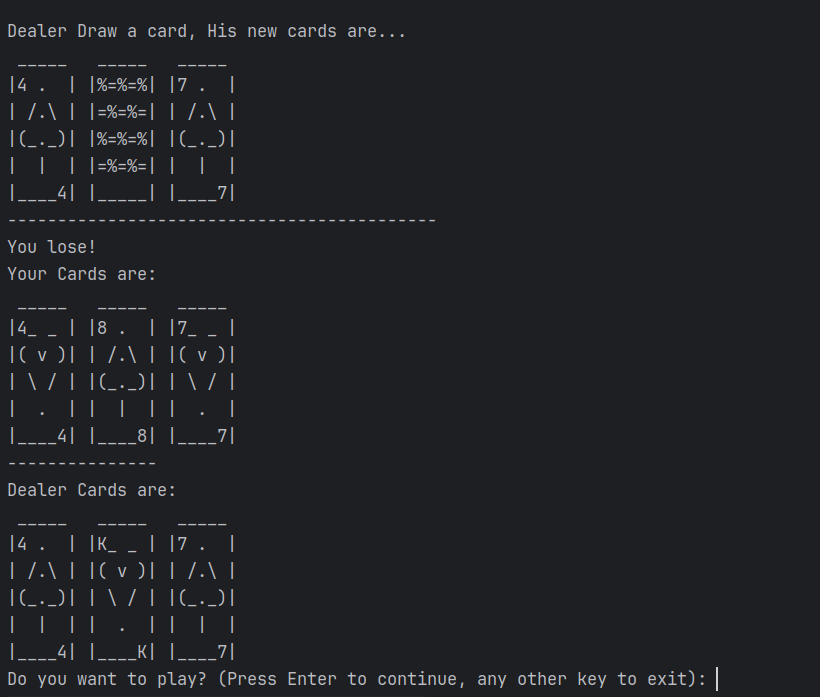 Dealer Draw a card, His new cards are...
 _____   _____   _____
|4 .  | |%=%=%| |7 .  |
| /.\ | |=%=%=| | /.\ |
|(_._)| |%=%=%| |(_._)|
|  |  | |=%=%=| |  |  |
|____4| |_____| |____7|
-------------------------------------------
You lose!
Your Cards are:
 _____   _____   _____
|4_ _ | |8 .  | |7_ _ |
|( v )| | /.\ | |( v )|
| \ / | |(_._)| | \ / |
|  .  | |  |  | |  .  |
|____4| |____8| |____7|
---------------
Dealer Cards are:
 _____   _____   _____
|4 .  | |K_ _ | |7 .  |
| /.\ | |( v )| | /.\ |
|(_._)| | \ / | |(_._)|
|  |  | |  .  | |  |  |
|____4| |____K| |____7|
Do you want to play? (Press Enter to continue, any other key to exit):